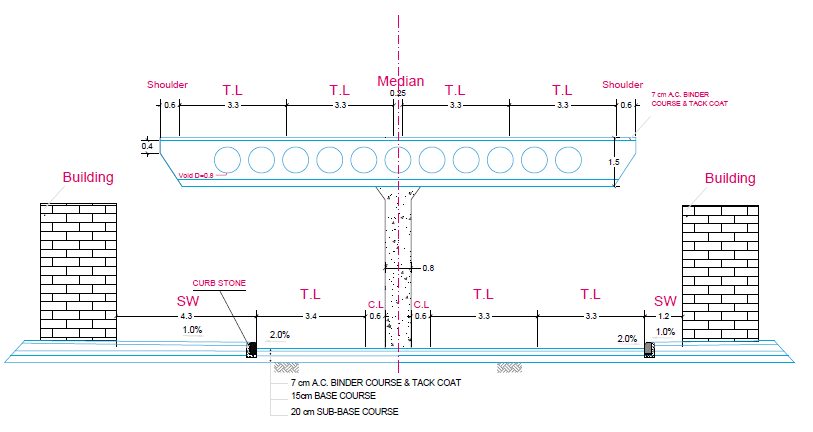 Median
Shoulder
T.L
T.L
T.L
T.L
Shoulder
0.6
3.3
3.3
0.25
3.3
3.3
0.6
7 cm A.C. BINDER
COURSE & TACK COAT
0.4
1.5
Void D=0.8
Building
Building
0.8
CURB STONE
SW
T.L
C.L
C.L
T.L
T.L
SW
4.3
3.4
0.6
0.6
3.3
3.3
1.2
1.0%
2.0%
2.0%
1.0%
7 cm A.C. BINDER COURSE & TACK COAT
15cm BASE COURSE
20 cm SUB-BASE COURSE